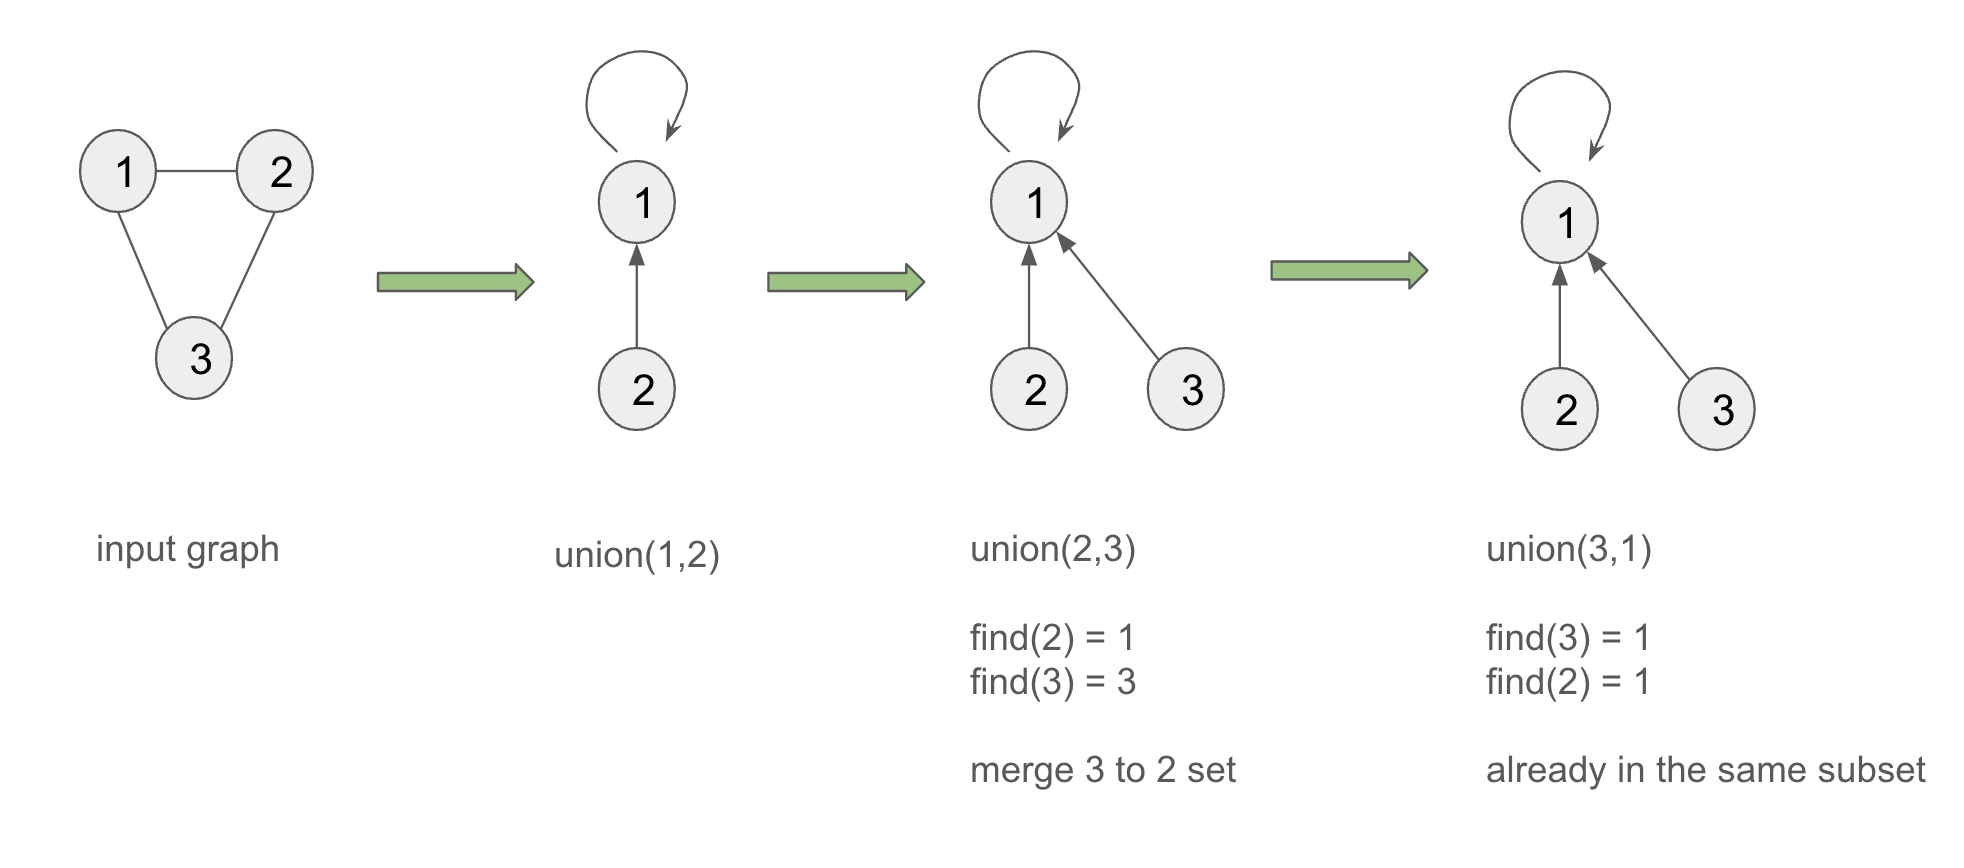 1
2
3
input graph
1
2
union(1,2)
1
2
3
union(2,3)
find(2) = 1
find(3) = 3
merge 3 to 2 set
1
2
3
union(3,1)
find(3) = 1
find(2) = 1
already in the same subset